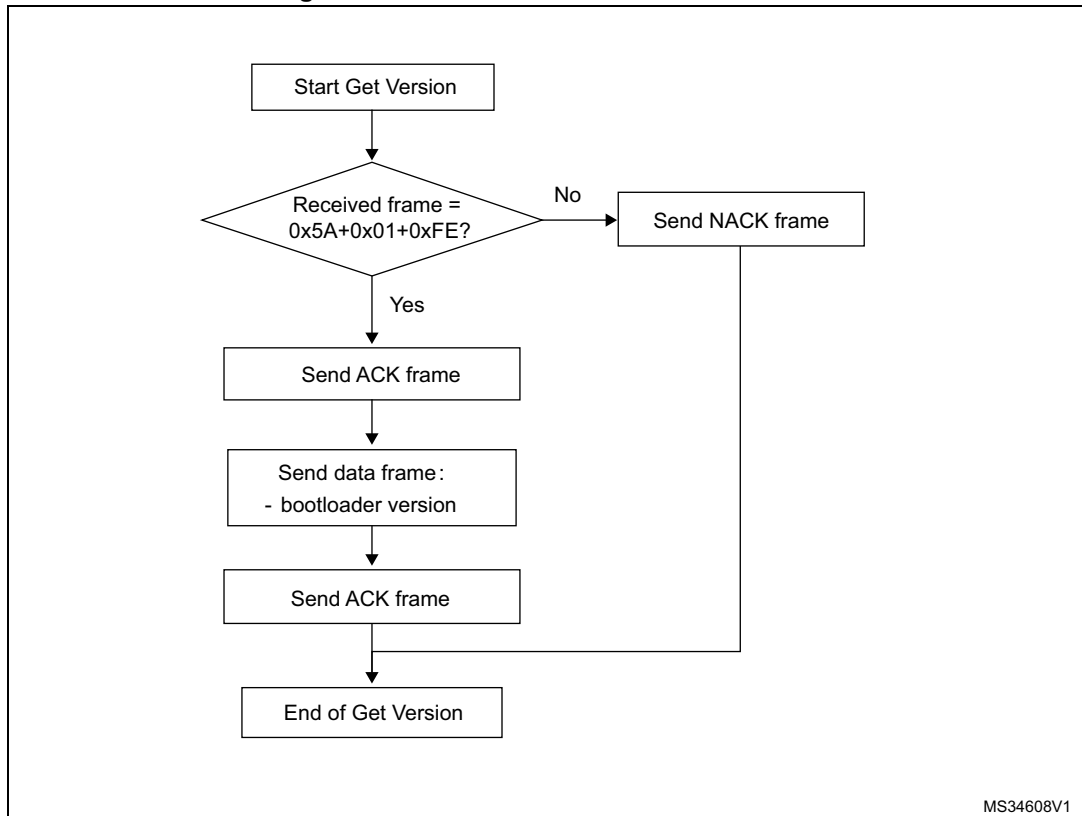 Start Get Version
Received frame =
0x5A+0x01+0xFE?
No
Send NACK frame
Yes
Send ACK frame
Send data frame:
- bootloader version
Send ACK frame
End of Get Version
MS34608V1